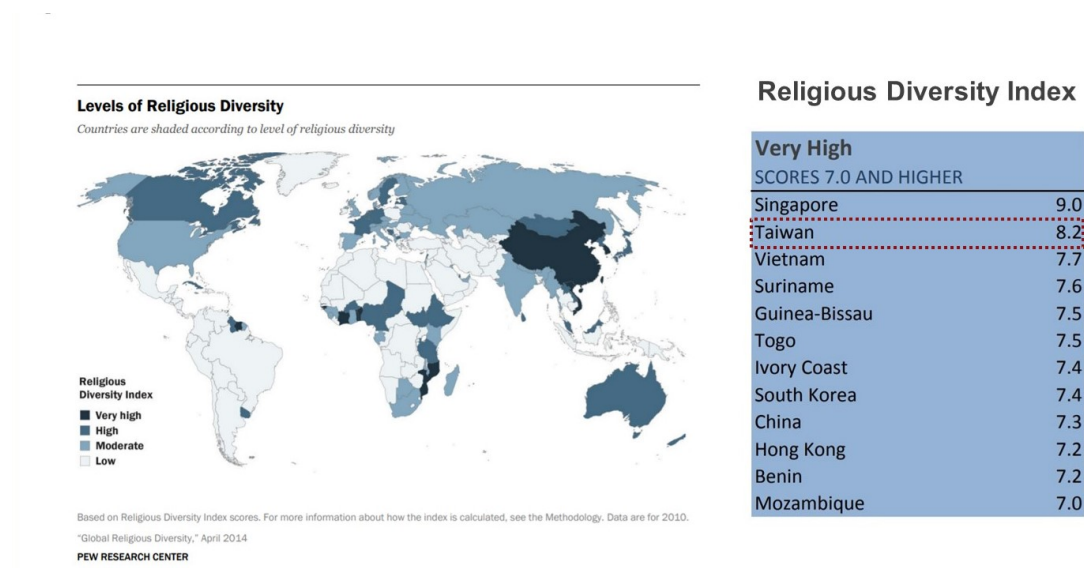 Levels of Religious Diversity
Countries are shaded according to level of religious diversity
Religious
Diversity Index
Very high
High
Moderate
Low
Based on Religious Diversity Index scores. For more information about how the index is calculated, see the Methodology. Data are for 2010.
"Global Religious Diversity," April 2014
PEW RESEARCH CENTER
Religious Diversity Index
Very High
SCORES 7.0 AND HIGHER
Singapore 9.0
Taiwan 8.2
Vietnam 7.7
Suriname 7.6
Guinea-Bissau 7.5
Togo 7.5
Ivory Coast 7.4
South Korea 7.4
China 7.3
Hong Kong 7.2
Benin 7.2
Mozambique 7.0